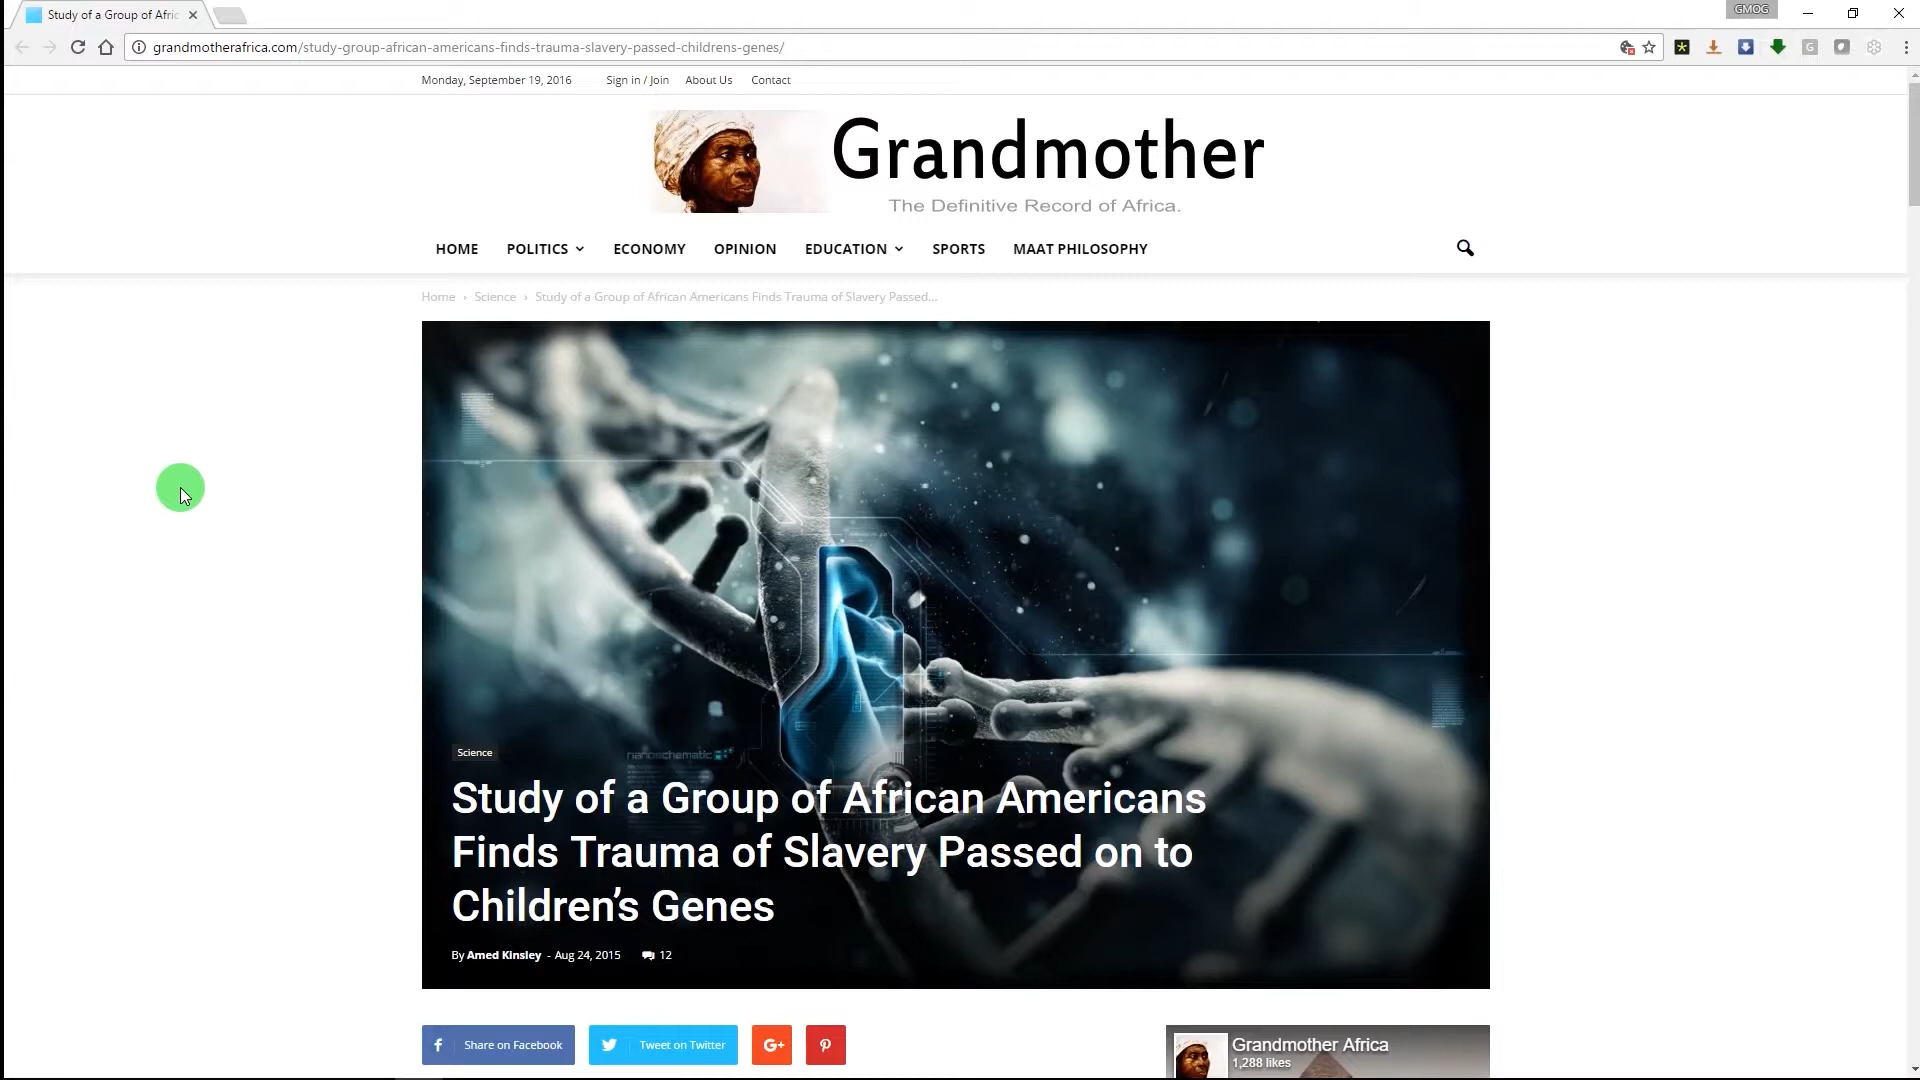 Study of a Group of Afric
GMOG
grandmotherafrica.com/study-group-african-americans-finds-trauma-slavery-passed-childrens-genes/
Monday, September 19, 2016 Sign in / Join About Us Contact
Grandmother
The Definitive Record of Africa.
HOME POLITICS ECONOMY OPINION EDUCATION SPORTS MAAT PHILOSOPHY
Home › Science › Study of a Group of African Americans Finds Trauma of Slavery Passed...
nanoschematic
Science
Study of a Group of African Americans
Finds Trauma of Slavery Passed on to
Children’s Genes
By Amed Kinsley - Aug 24, 2015 12
f Share on Facebook Tweet on Twitter G+
Grandmother Africa
1,288 likes